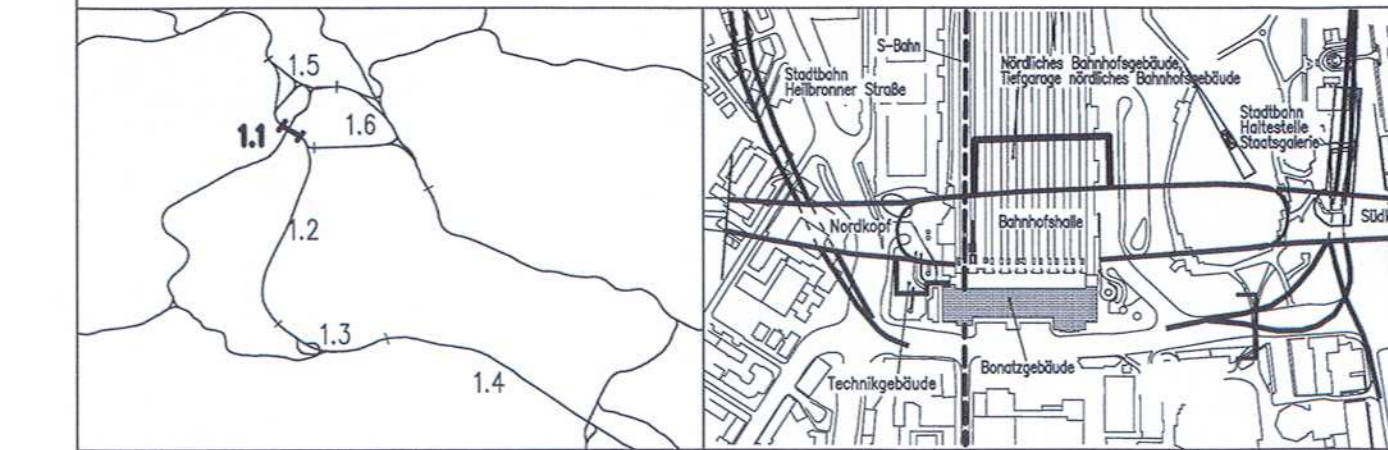 1.5
1.1
1.6
1.2
1.3
1.4
S-Bahn
Nördliches Bahnhofsgebäude,
Tiefgarage nördliches Bahnhofsgebäude
Stadtbahn
Heilbronner Straße
Stadtbahn
Haltestelle
Staatsgalerie
Nordkopf
Bahnhofshalle
Südk
Technikgebäude
Bonatzgebäude